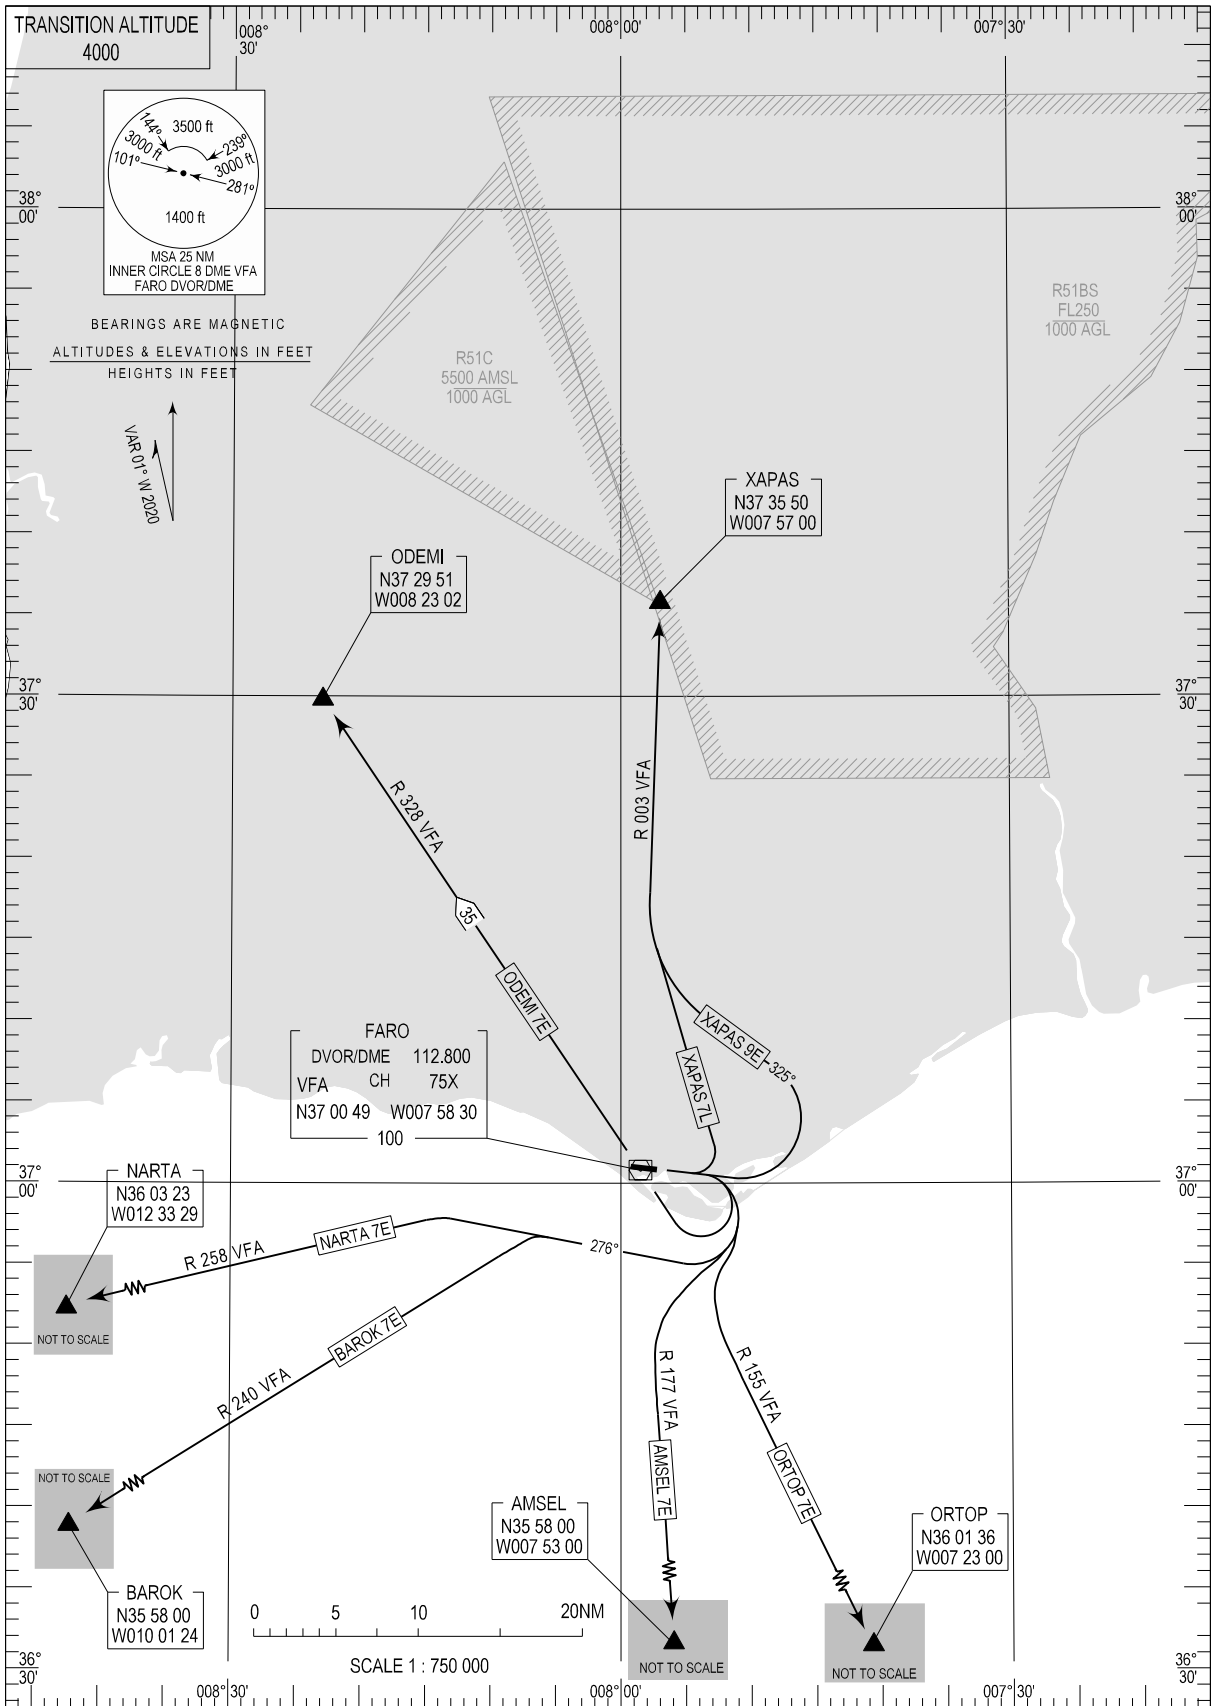 TRANSITION ALTITUDE
4000
008°
30'
008°00'
007°30'
144°
3500 ft
239°
3000 ft
3000 ft
101°
281°
1400 ft
MSA 25 NM
INNER CIRCLE 8 DME VFA
FARO DVOR/DME
38°
00'
38°
00'
BEARINGS ARE MAGNETIC
ALTITUDES & ELEVATIONS IN FEET
HEIGHTS IN FEET
VAR 01° W 2020
R51BS
FL250
1000 AGL
R51C
5500 AMSL
1000 AGL
XAPAS
N37 35 50
W007 57 00
ODEMI
N37 29 51
W008 23 02
37°
30'
37°
30'
R 328 VFA
R 003 VFA
35
ODEMI 7E
XAPAS 9E
325°
XAPAS 7L
FARO
DVOR/DME 112.800
VFA CH 75X
N37 00 49 W007 58 30
100
37°
00'
37°
00'
NARTA
N36 03 23
W012 33 29
R 258 VFA
NARTA 7E
276°
NOT TO SCALE
BAROK 7E
R 240 VFA
R 177 VFA
R 155 VFA
AMSEL 7E
ORTOP 7E
NOT TO SCALE
BAROK
N35 58 00
W010 01 24
AMSEL
N35 58 00
W007 53 00
ORTOP
N36 01 36
W007 23 00
0 5 10 20NM
SCALE 1 : 750 000
NOT TO SCALE
NOT TO SCALE
36°
30'
36°
30'
008°30'
008°00'
007°30'